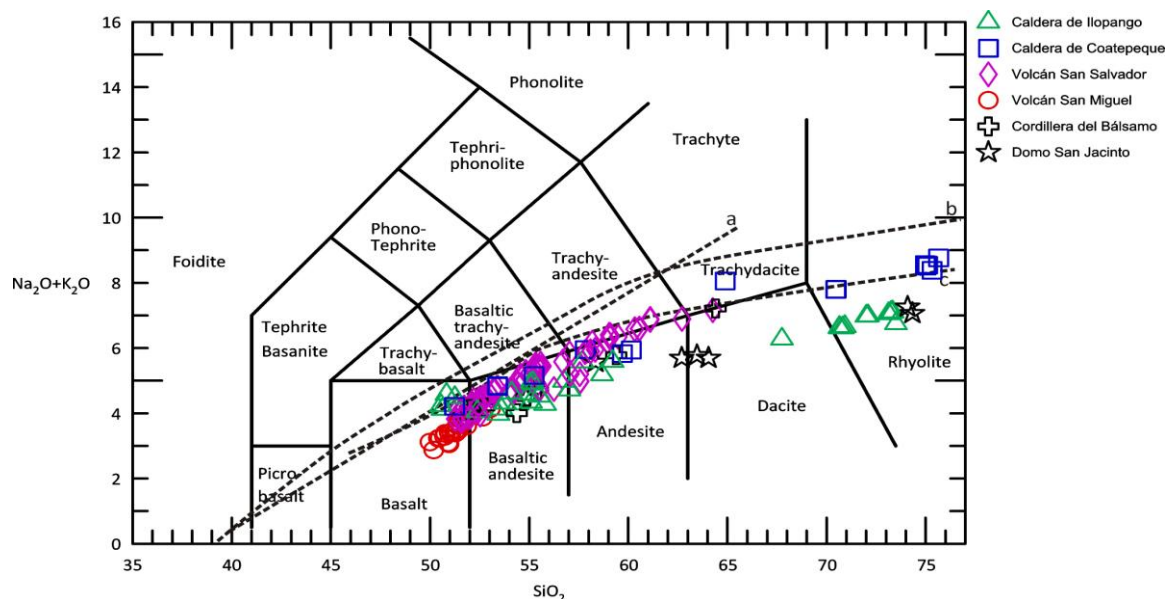 Caldera de Ilopango
Caldera de Coatepeque
Volcán San Salvador
Volcán San Miguel
Cordillera del Bálsamo
Domo San Jacinto
16
14
12
10
8
6
4
2
0
Na2O+K2O
Phonolite
Tephri-
phonolite
Trachyte
Phono-
Tephrite
Foidite
Trachy-
andesite
Trachydacite
Tephrite
Basanite
Basaltic
trachy-
andesite
Trachy-
basalt
Rhyolite
Dacite
Andesite
Basaltic
andesite
Basalt
Picro
basalt
a
b
c
35
40
45
50
55
60
65
70
75
SiO2